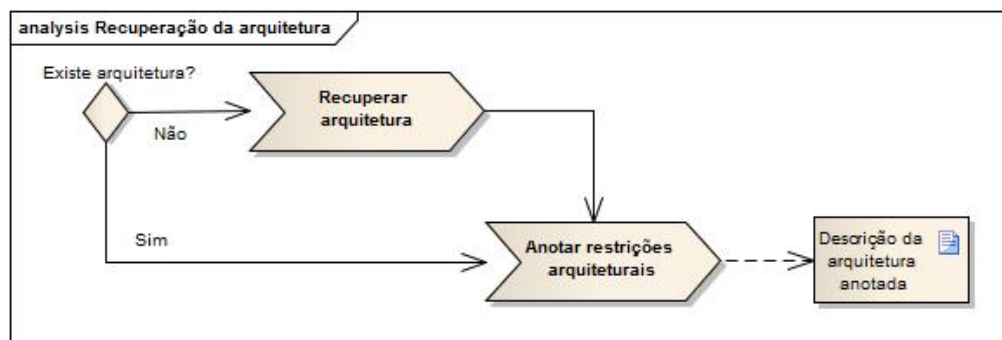 analysis Recuperação da arquitetura
Existe arquitetura?
Recuperar
arquitetura
Não
Sim
Anotar restrições
arquiteturais
Descrição da
arquitetura
anotada